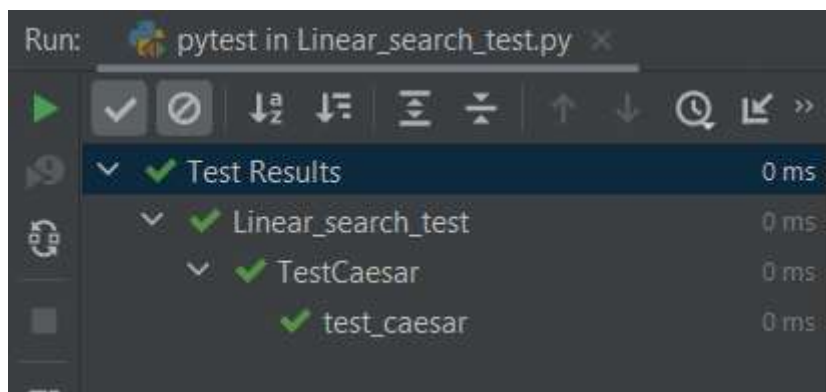 Run: pytest in Linear_search_test.py ×
Test Results 0 ms
Linear_search_test 0 ms
TestCaesar 0 ms
test_caesar 0 ms